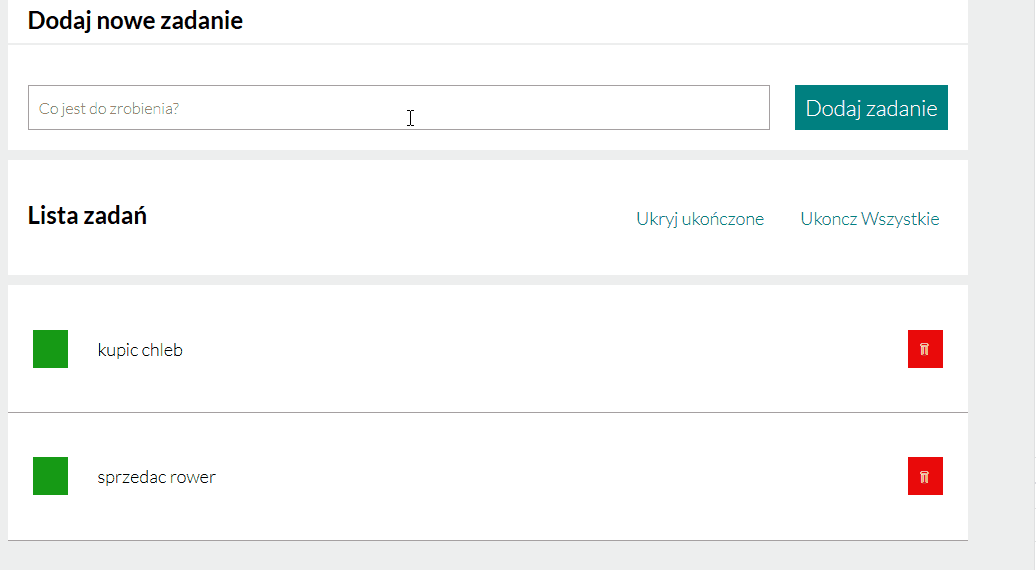 Dodaj nowe zadanie
Co jest do zrobienia?
Dodaj zadanie
Lista zadań
Ukryj ukończone
Ukoncz Wszystkie
kupic chleb
sprzedac rower